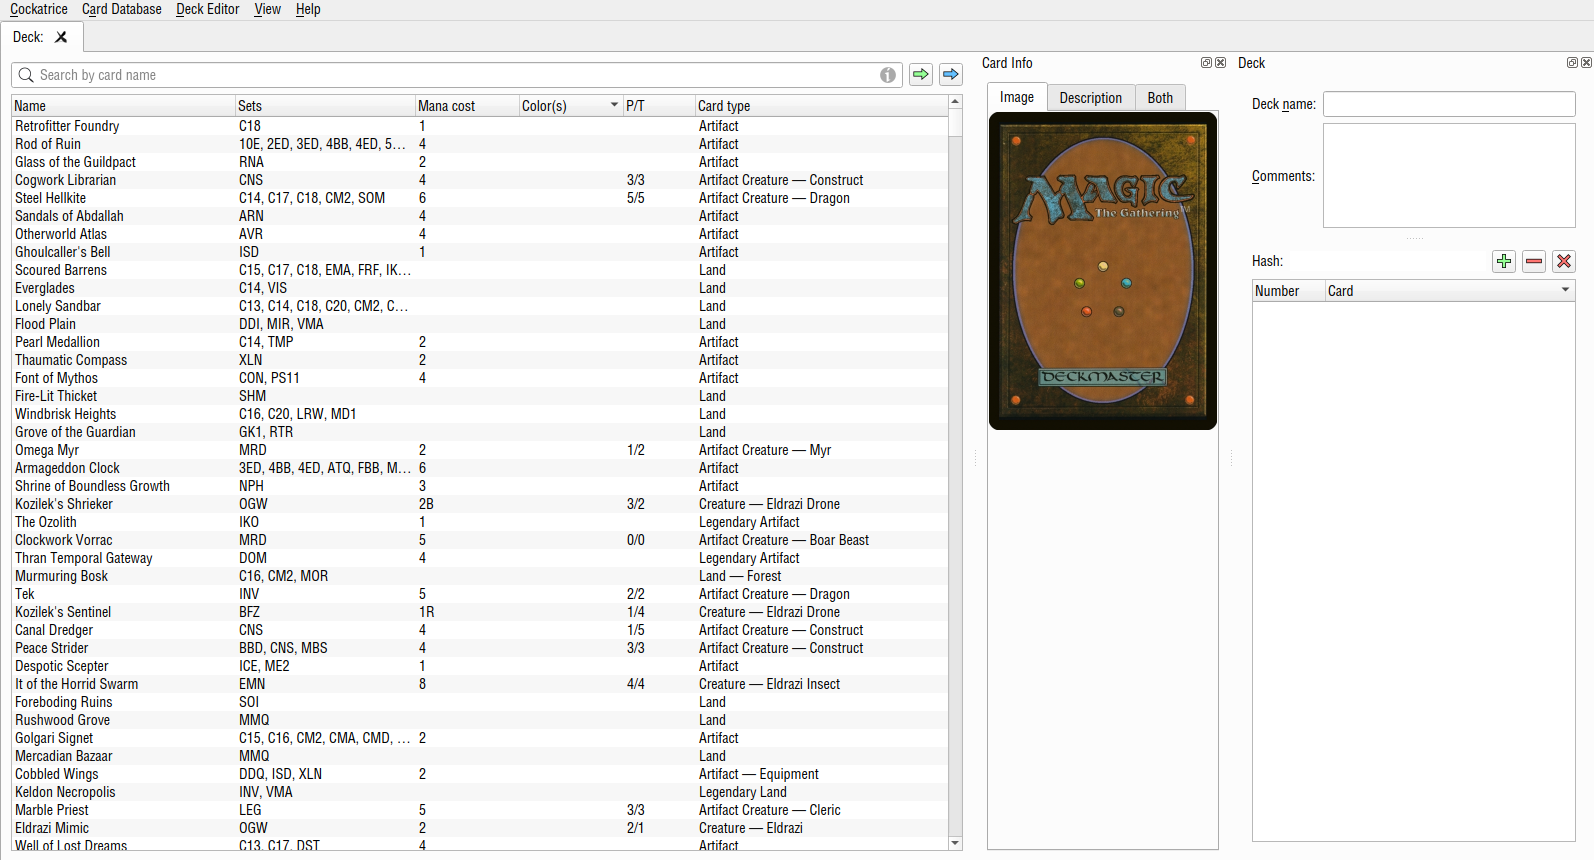 Cockatrice Card Database Deck Editor View Help
Deck:
Search by card name
Name Sets Mana cost Color(s) P/T Card type
Retrofitter Foundry C18 1 Artifact
Rod of Ruin 10E, 2ED, 3ED, 4BB, 4ED, 5... 4 Artifact
Glass of the Guildpact RNA 2 Artifact
Cogwork Librarian CNS 4 3/3 Artifact Creature — Construct
Steel Hellkite C14, C17, C18, CM2, SOM 6 5/5 Artifact Creature — Dragon
Sandals of Abdallah ARN 4 Artifact
Otherworld Atlas AVR 4 Artifact
Ghoulcaller's Bell ISD 1 Artifact
Scoured Barrens C15, C17, C18, EMA, FRF, IK... Land
Everglades C14, VIS Land
Lonely Sandbar C13, C14, C18, C20, CM2, C... Land
Flood Plain DDI, MIR, VMA Land
Pearl Medallion C14, TMP 2 Artifact
Thaumatic Compass XLN 2 Artifact
Font of Mythos CON, PS11 4 Artifact
Fire-Lit Thicket SHM Land
Windbrisk Heights C16, C20, LRW, MD1 Land
Grove of the Guardian GK1, RTR Land
Omega Myr MRD 2 1/2 Artifact Creature — Myr
Armageddon Clock 3ED, 4BB, 4ED, ATQ, FBB, M... 6 Artifact
Shrine of Boundless Growth NPH 3 Artifact
Kozilek's Shrieker OGW 2B 3/2 Creature — Eldrazi Drone
The Ozolith IKO 1 Legendary Artifact
Clockwork Vorrac MRD 5 0/0 Artifact Creature — Boar Beast
Thran Temporal Gateway DOM 4 Legendary Artifact
Murmuring Bosk C16, CM2, MOR Land — Forest
Tek INV 5 2/2 Artifact Creature — Dragon
Kozilek's Sentinel BFZ 1R 1/4 Creature — Eldrazi Drone
Canal Dredger CNS 4 1/5 Artifact Creature — Construct
Peace Strider BBD, CNS, MBS 4 3/3 Artifact Creature — Construct
Despotic Scepter ICE, ME2 1 Artifact
It of the Horrid Swarm EMN 8 4/4 Creature — Eldrazi Insect
Foreboding Ruins SOI Land
Rushwood Grove MMQ Land
Golgari Signet C15, C16, CM2, CMA, CMD, ... 2 Artifact
Mercadian Bazaar MMQ Land
Cobbled Wings DDQ, ISD, XLN 2 Artifact — Equipment
Keldon Necropolis INV, VMA Legendary Land
Marble Priest LEG 5 3/3 Artifact Creature — Cleric
Eldrazi Mimic OGW 2 2/1 Creature — Eldrazi
Well of Lost Dreams C13, C17, DST 4 Artifact
Card Info
Image Description Both
MAGIC
The Gathering™
DECKMASTER
Deck
Deck name:
Comments:
Hash:
Number Card